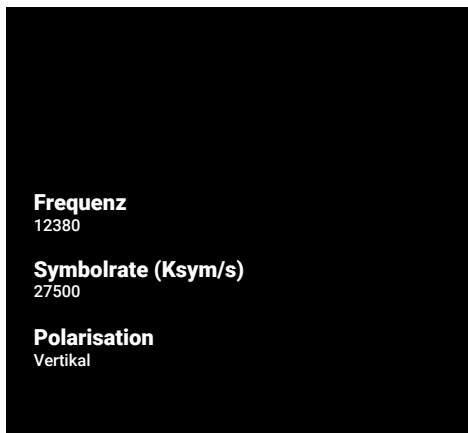 Frequenz
12380
Symbolrate (Ksym/s)
27500
Polarisation
Vertikal